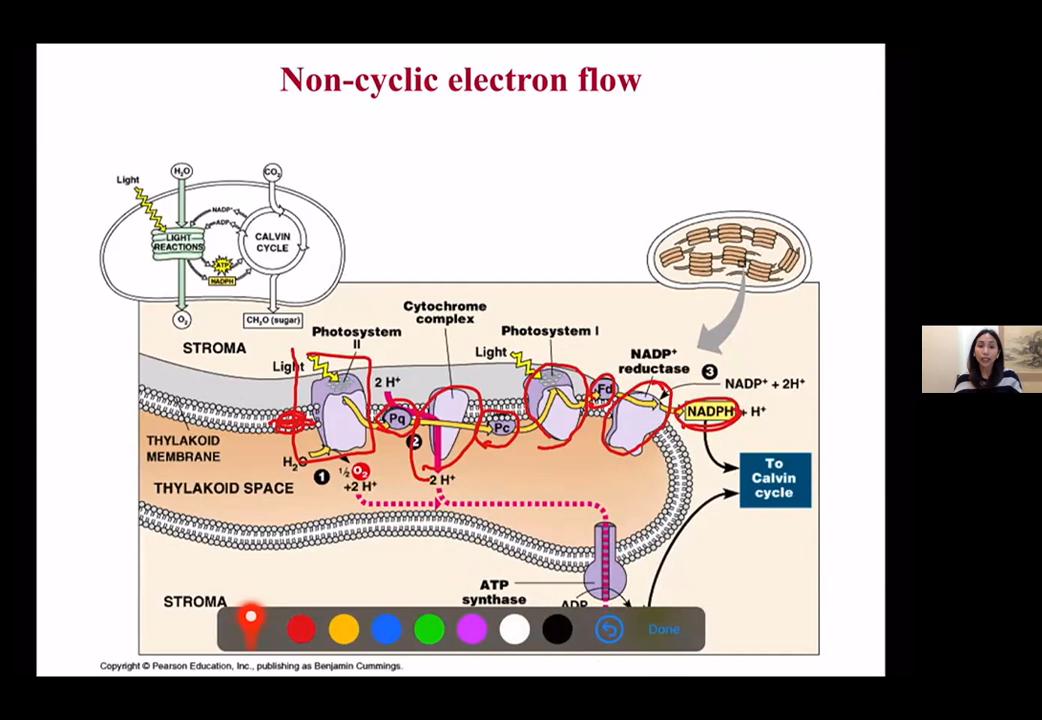 Non-cyclic electron flow
Light
H₂O
CO₂
NADP⁺
ADP
LIGHT
REACTIONS
CALVIN
CYCLE
ATP
NADPH
O₂
CH₂O (sugar)
STROMA
Photosystem
II
Cytochrome
complex
Photosystem I
Light
Light
NADP⁺
reductase
3
NADP⁺ + 2H⁺
2 H⁺
Fd
NADPH + H⁺
Pq
Pc
2
THYLAKOID
MEMBRANE
H₂O
1
½ O₂
+2 H⁺
2 H⁺
THYLAKOID SPACE
To
Calvin
cycle
ATP
synthase
STROMA
ADP
Done
Copyright © Pearson Education, Inc., publishing as Benjamin Cummings.